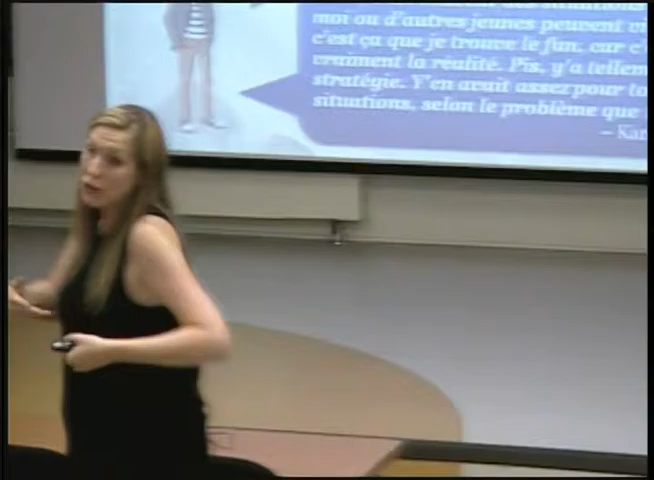 moi ou d'autres jeunes peuvent
c'est ça que je trouve le fun, car c'
vraiment la réalité. Pis, y'a tellem
stratégie. Y'en avait assez pour to
situations, selon le problème que
– Kar